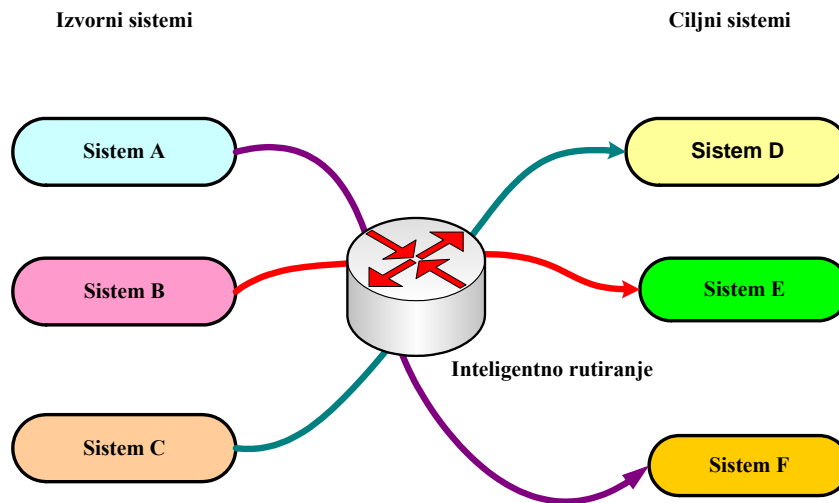 Izvorni sistemi
Ciljni sistemi
Sistem A
Sistem D
Sistem B
Sistem E
Inteligentno rutiranje
Sistem C
Sistem F